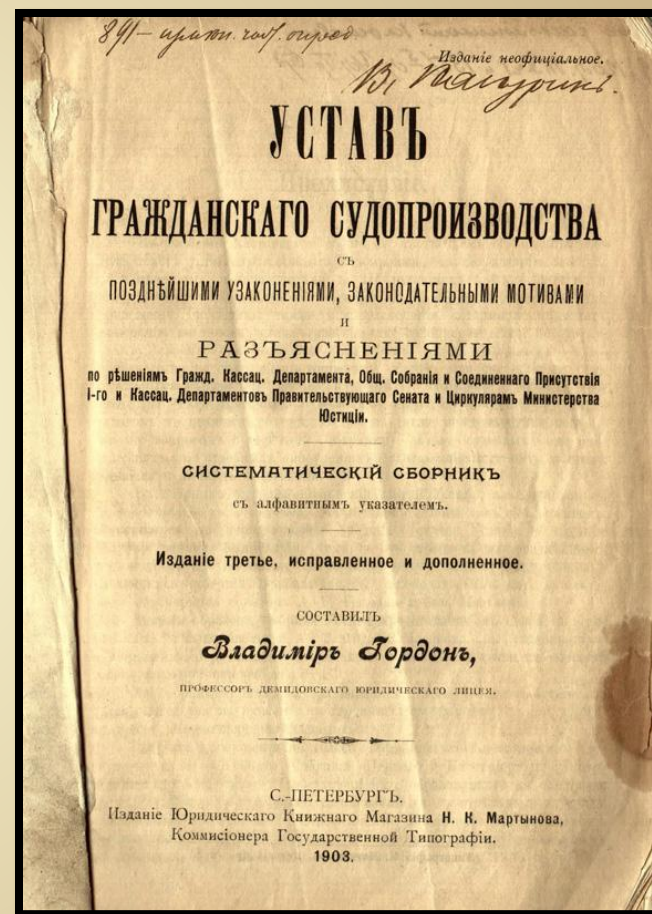 Изданіе неофиціальное.
УСТАВЪ
ГРАЖДАНСКАГО СУДОПРОИЗВОДСТВА
СЪ
ПОЗДНѢЙШИМИ УЗАКОНЕНІЯМИ, ЗАКОНОДАТЕЛЬНЫМИ МОТИВАМИ
И
РАЗЪЯСНЕНІЯМИ
по рѣшеніямъ Гражд. Кассац. Департамента, Общ. Собранія и Соединеннаго Присутствія
І-го и Кассац. Департаментовъ Правительствующаго Сената и Циркулярамъ Министерства
Юстиціи.
СИСТЕМАТИЧЕСКІЙ СБОРНИКЪ
съ алфавитнымъ указателемъ.
Изданіе третье, исправленное и дополненное.
СОСТАВИЛЪ
Владиміръ Гордонъ,
ПРОФЕССОРЪ ДЕМИДОВСКАГО ЮРИДИЧЕСКАГО ЛИЦЕЯ.
С.-ПЕТЕРБУРГЪ.
Изданіе Юридическаго Книжнаго Магазина Н. К. Мартынова,
Коммисіонера Государственной Типографіи.
1903.